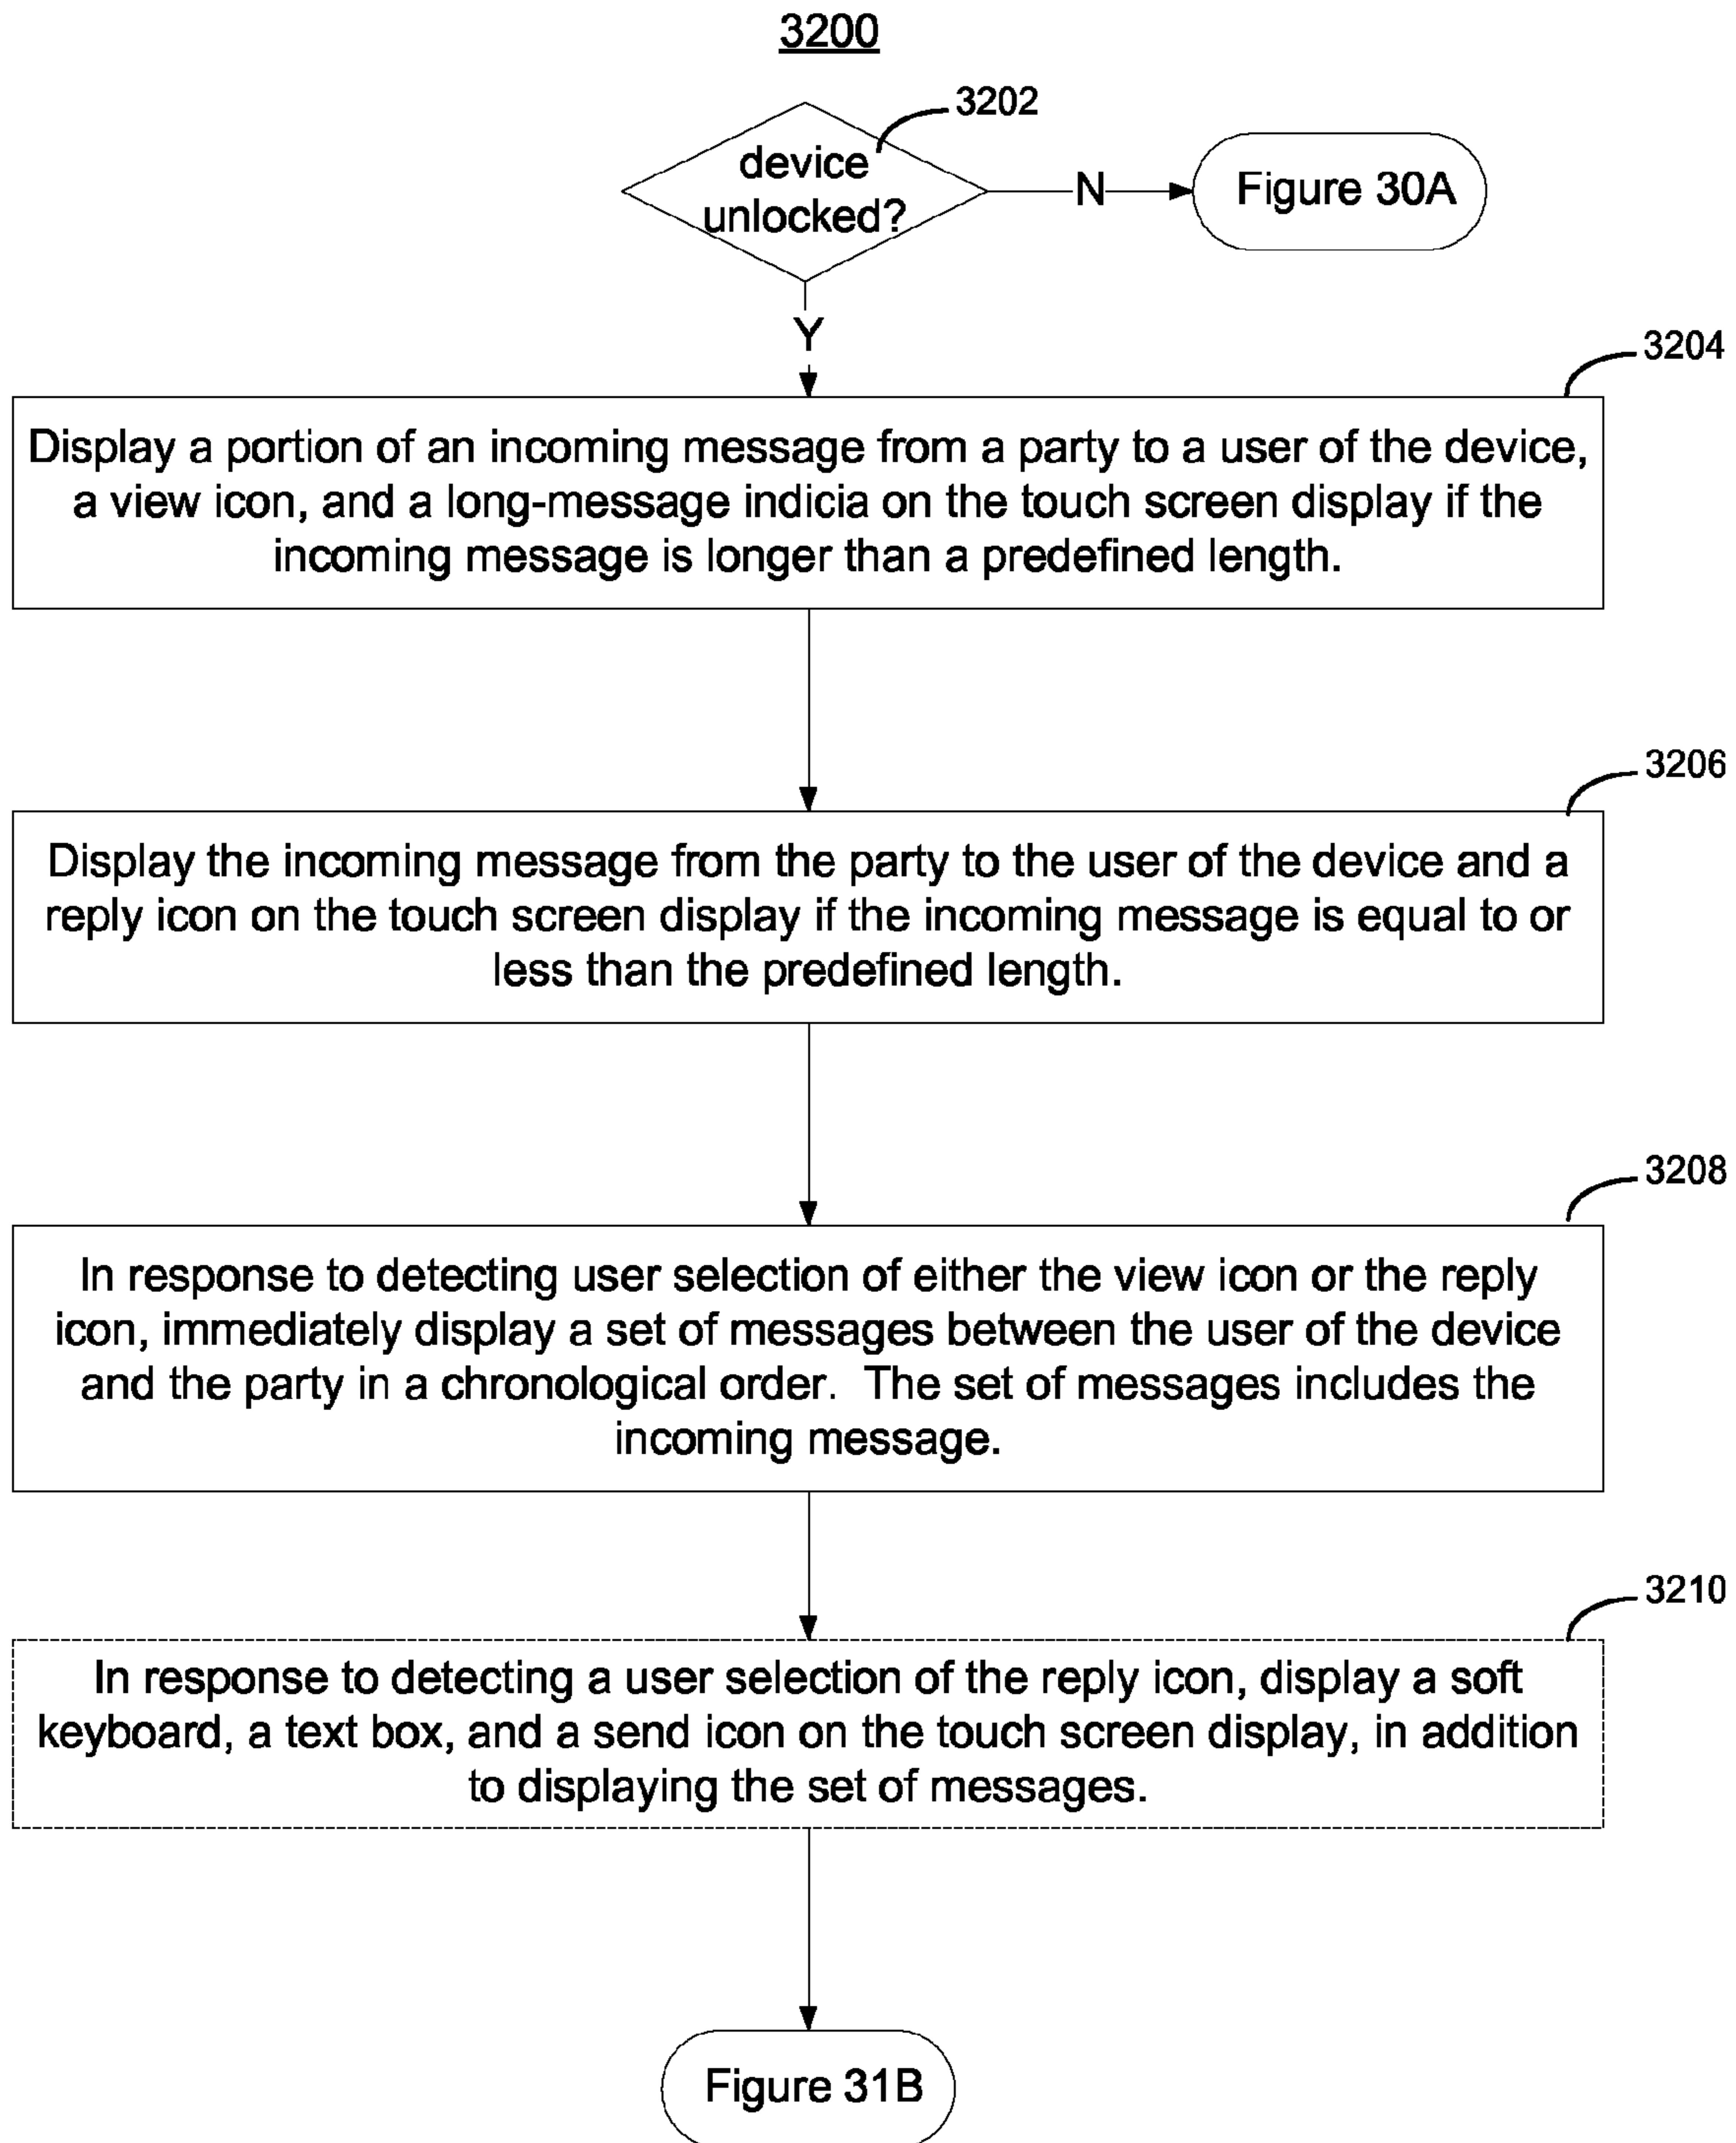 3200
3202
device
unlocked?
N
Figure 30A
Y
3204
Display a portion of an incoming message from a party to a user of the device,
a view icon, and a long-message indicia on the touch screen display if the
incoming message is longer than a predefined length.
3206
Display the incoming message from the party to the user of the device and a
reply icon on the touch screen display if the incoming message is equal to or
less than the predefined length.
3208
In response to detecting user selection of either the view icon or the reply
icon, immediately display a set of messages between the user of the device
and the party in a chronological order.  The set of messages includes the
incoming message.
3210
In response to detecting a user selection of the reply icon, display a soft
keyboard, a text box, and a send icon on the touch screen display, in addition
to displaying the set of messages.
Figure 31B